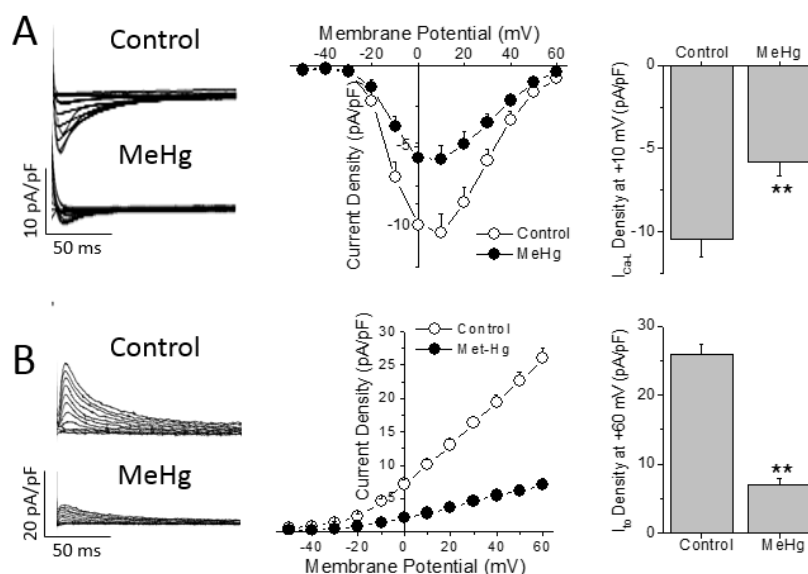 A
Control
MeHg
10 pA/pF
50 ms
Membrane Potential (mV)
-40 -20 0 20 40 60
Current Density (pA/pF)
-5
-10
Control
MeHg
Control MeHg
0
-5
-10
I_Ca-L Density at +10 mV (pA/pF)
**
B
Control
MeHg
20 pA/pF
50 ms
30
25
20
15
10
5
Current Density (pA/pF)
Control
Met-Hg
-40 -20 0 20 40 60
Membrane Potential (mV)
30
20
10
0
I_to Density at +60 mV (pA/pF)
**
Control MeHg